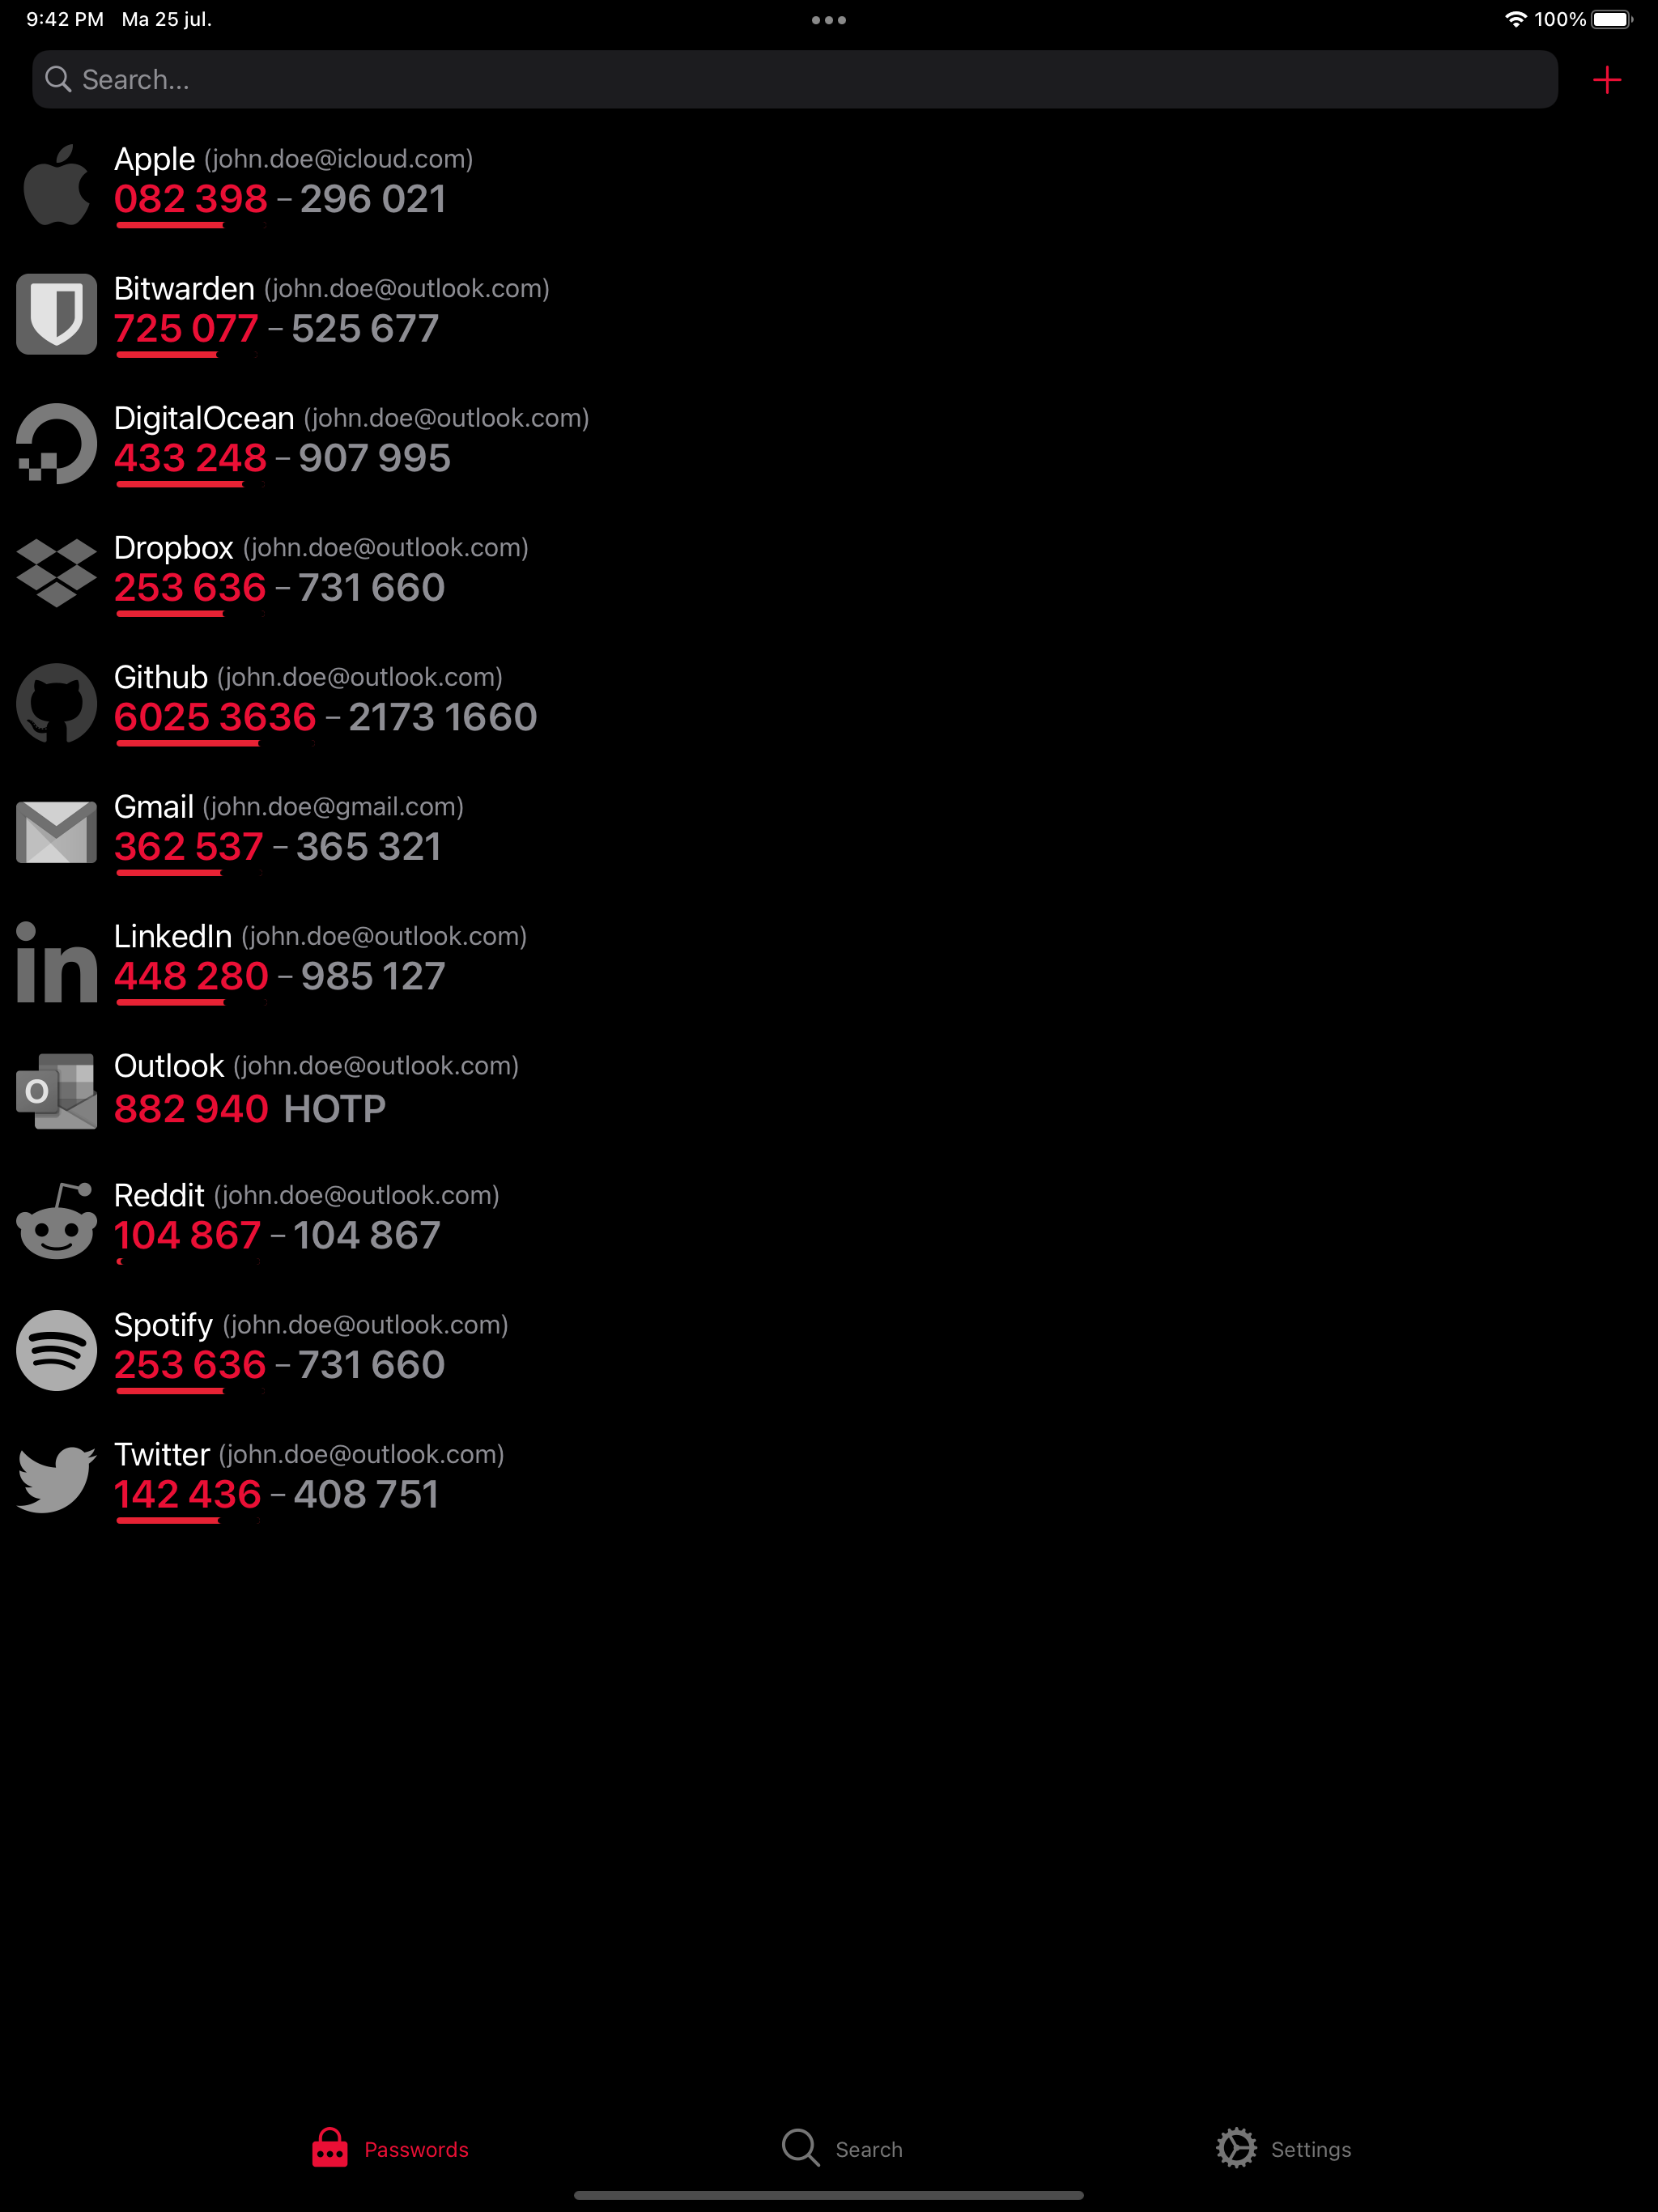 9:42 PM Ma 25 jul. 100%
Search...
Apple (john.doe@icloud.com)
082 398 – 296 021
Bitwarden (john.doe@outlook.com)
725 077 – 525 677
DigitalOcean (john.doe@outlook.com)
433 248 – 907 995
Dropbox (john.doe@outlook.com)
253 636 – 731 660
Github (john.doe@outlook.com)
6025 3636 – 2173 1660
Gmail (john.doe@gmail.com)
362 537 – 365 321
in
LinkedIn (john.doe@outlook.com)
448 280 – 985 127
O
Outlook (john.doe@outlook.com)
882 940 HOTP
Reddit (john.doe@outlook.com)
104 867 – 104 867
Spotify (john.doe@outlook.com)
253 636 – 731 660
Twitter (john.doe@outlook.com)
142 436 – 408 751
Passwords Search Settings